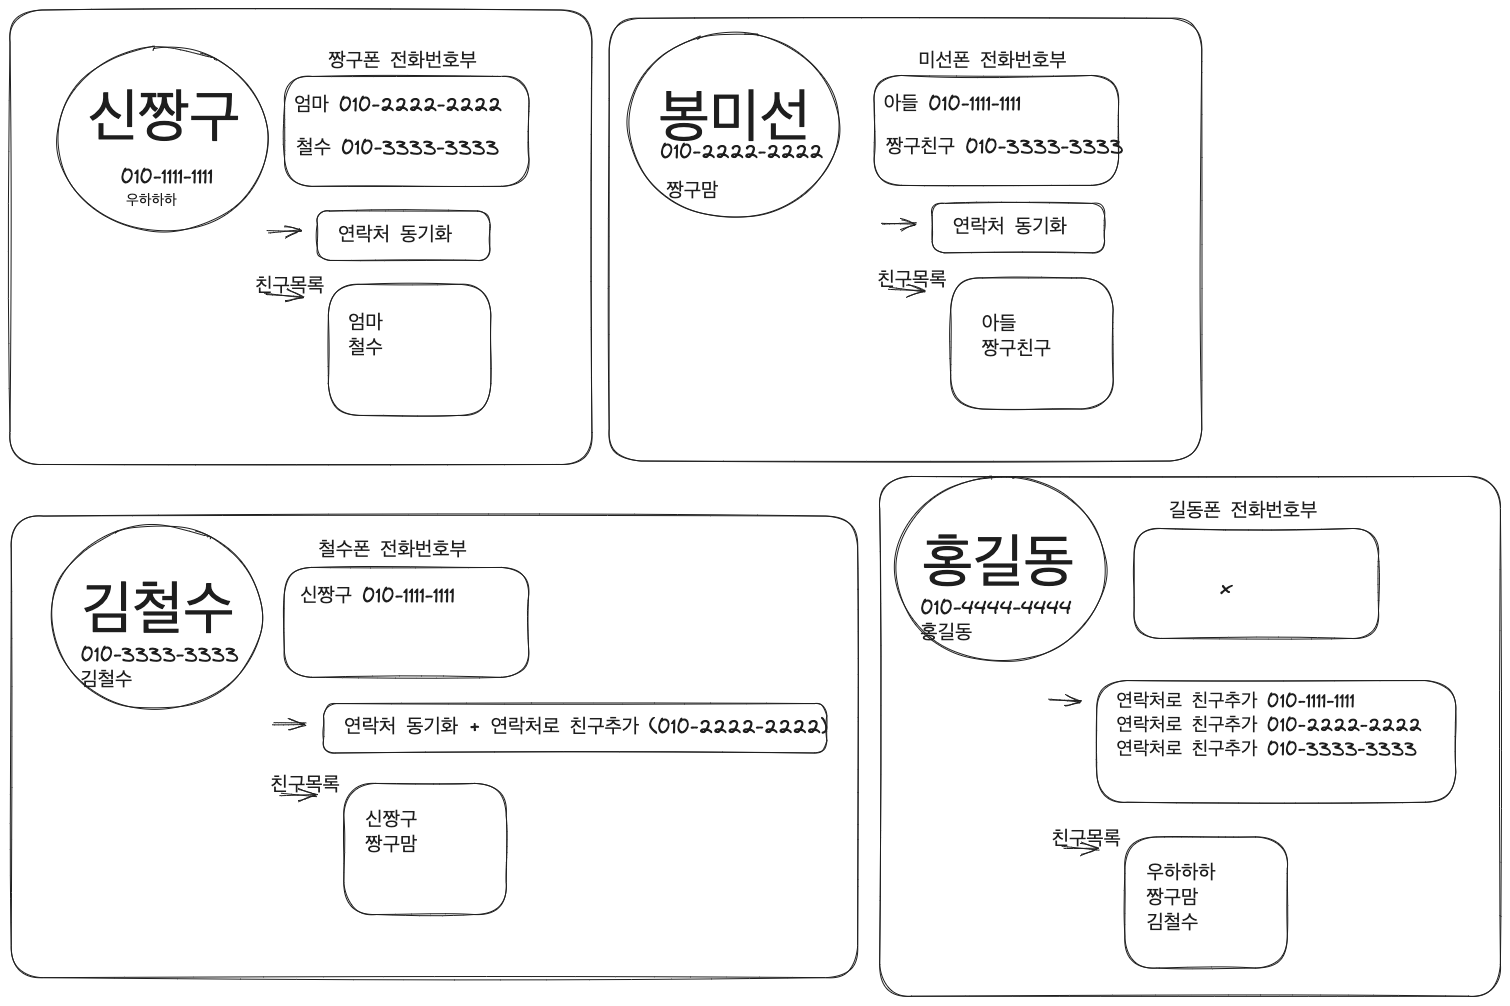 신짱구
010-1111-1111
우하하하
짱구폰 전화번호부
엄마 010-2222-2222
철수 010-3333-3333
연락처 동기화
친구목록
엄마
철수
봉미선
010-2222-2222
짱구맘
미선폰 전화번호부
아들 010-1111-1111
짱구친구 010-3333-3333
연락처 동기화
친구목록
아들
짱구친구
김철수
010-3333-3333
김철수
철수폰 전화번호부
신짱구 010-1111-1111
연락처 동기화 + 연락처로 친구추가 (010-2222-2222)
친구목록
신짱구
짱구맘
홍길동
010-4444-4444
홍길동
길동폰 전화번호부
x
연락처로 친구추가 010-1111-1111
연락처로 친구추가 010-2222-2222
연락처로 친구추가 010-3333-3333
친구목록
우하하하
짱구맘
김철수